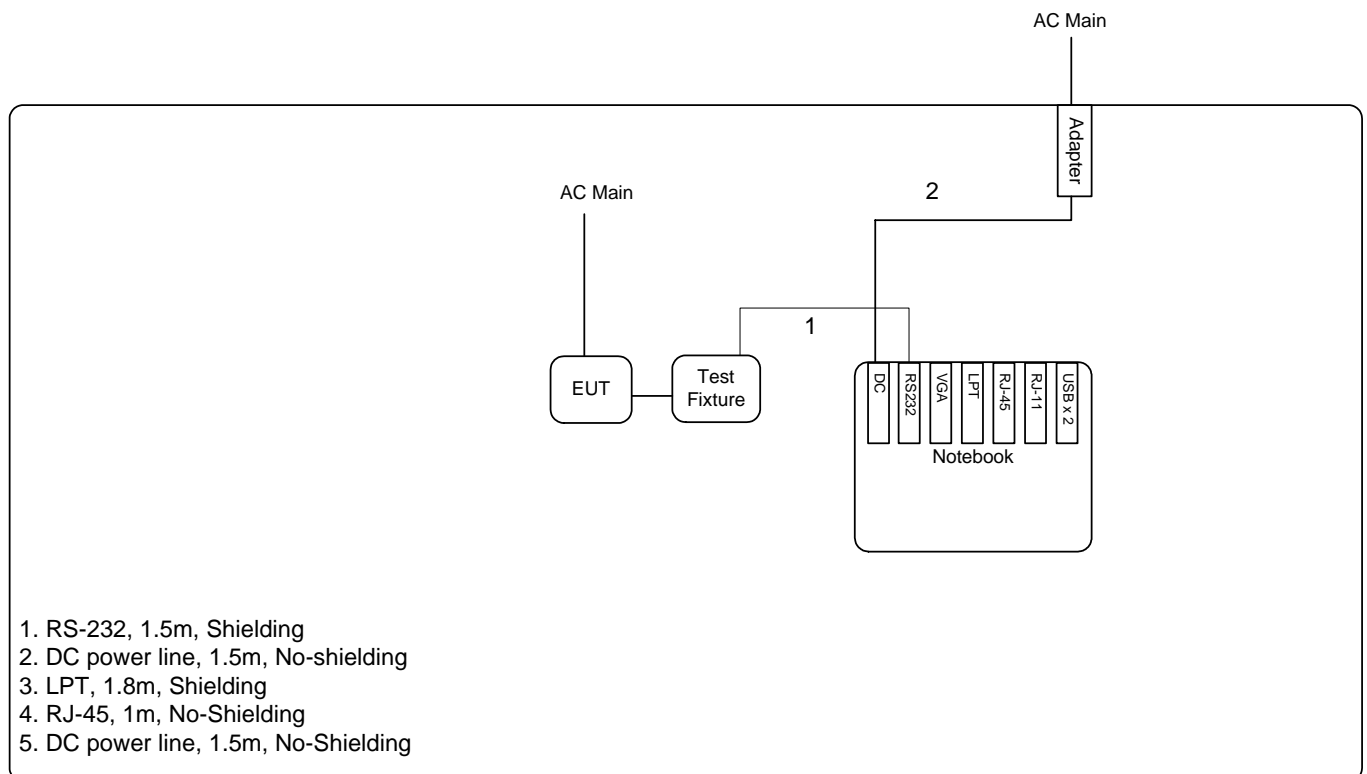 AC Main
Adapter
AC Main
2
1
EUT
Test
Fixture
DC
RS232
VGA
LPT
RJ-45
RJ-11
USB x 2
Notebook
1. RS-232, 1.5m, Shielding
2. DC power line, 1.5m, No-shielding
3. LPT, 1.8m, Shielding
4. RJ-45, 1m, No-Shielding
5. DC power line, 1.5m, No-Shielding